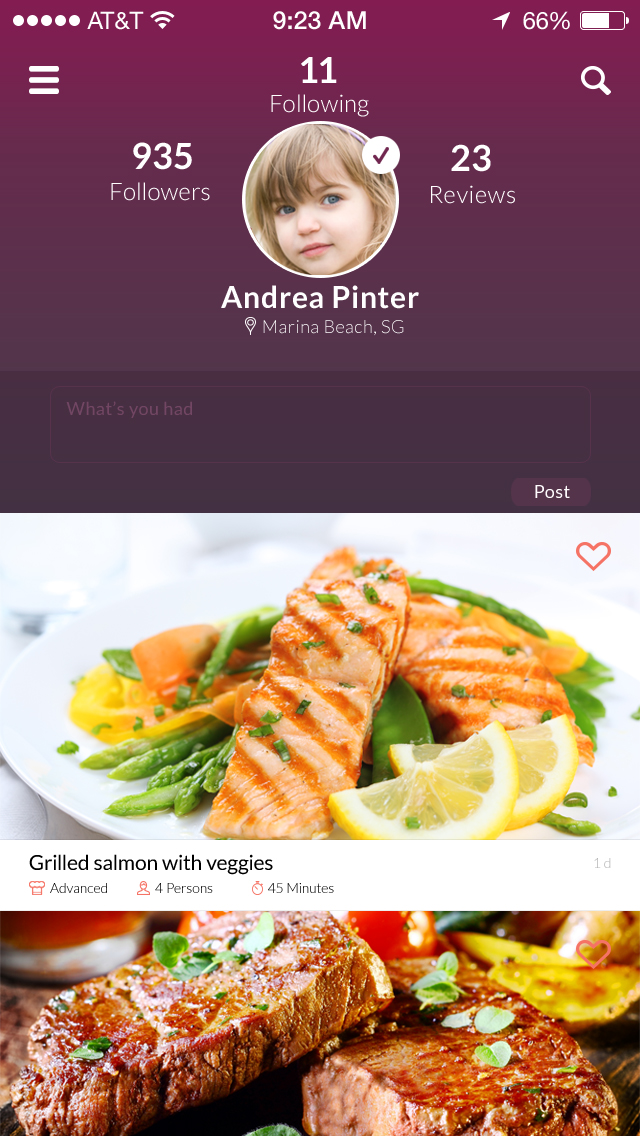 AT&T 9:23 AM 66%
11
Following
935
Followers
23
Reviews
Andrea Pinter
Marina Beach, SG
What's you had
Post
Grilled salmon with veggies 1 d
Advanced 4 Persons 45 Minutes